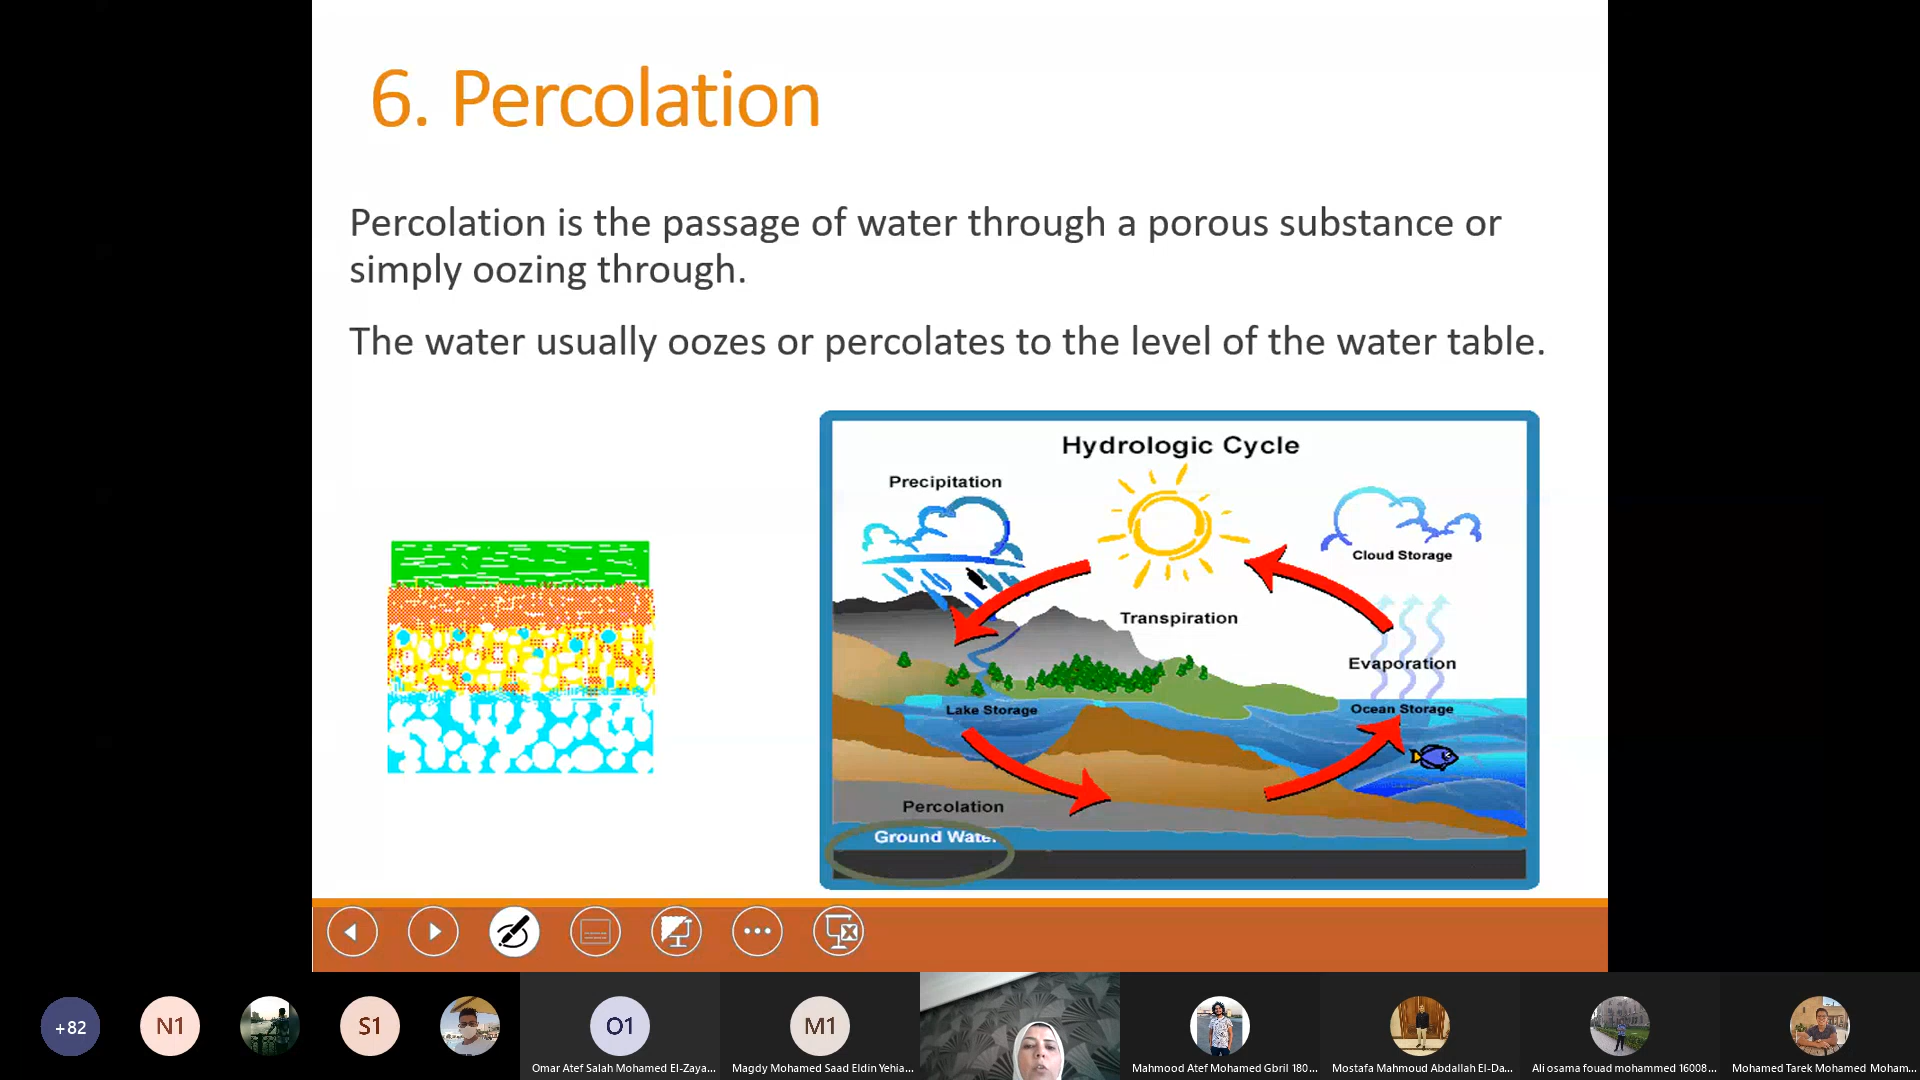 6. Percolation
Percolation is the passage of water through a porous substance or
simply oozing through.
The water usually oozes or percolates to the level of the water table.
Hydrologic Cycle
Precipitation
Cloud Storage
Transpiration
Evaporation
Lake Storage
Ocean Storage
Percolation
Ground Water
+82
N1
S1
O1
M1
Omar Atef Salah Mohamed El-Zaya...
Magdy Mohamed Saad Eldin Yehia...
Mahmood Atef Mohamed Gbril 180...
Mostafa Mahmoud Abdallah El-Da...
Ali osama fouad mohammed 16008...
Mohamed Tarek Mohamed Moham...